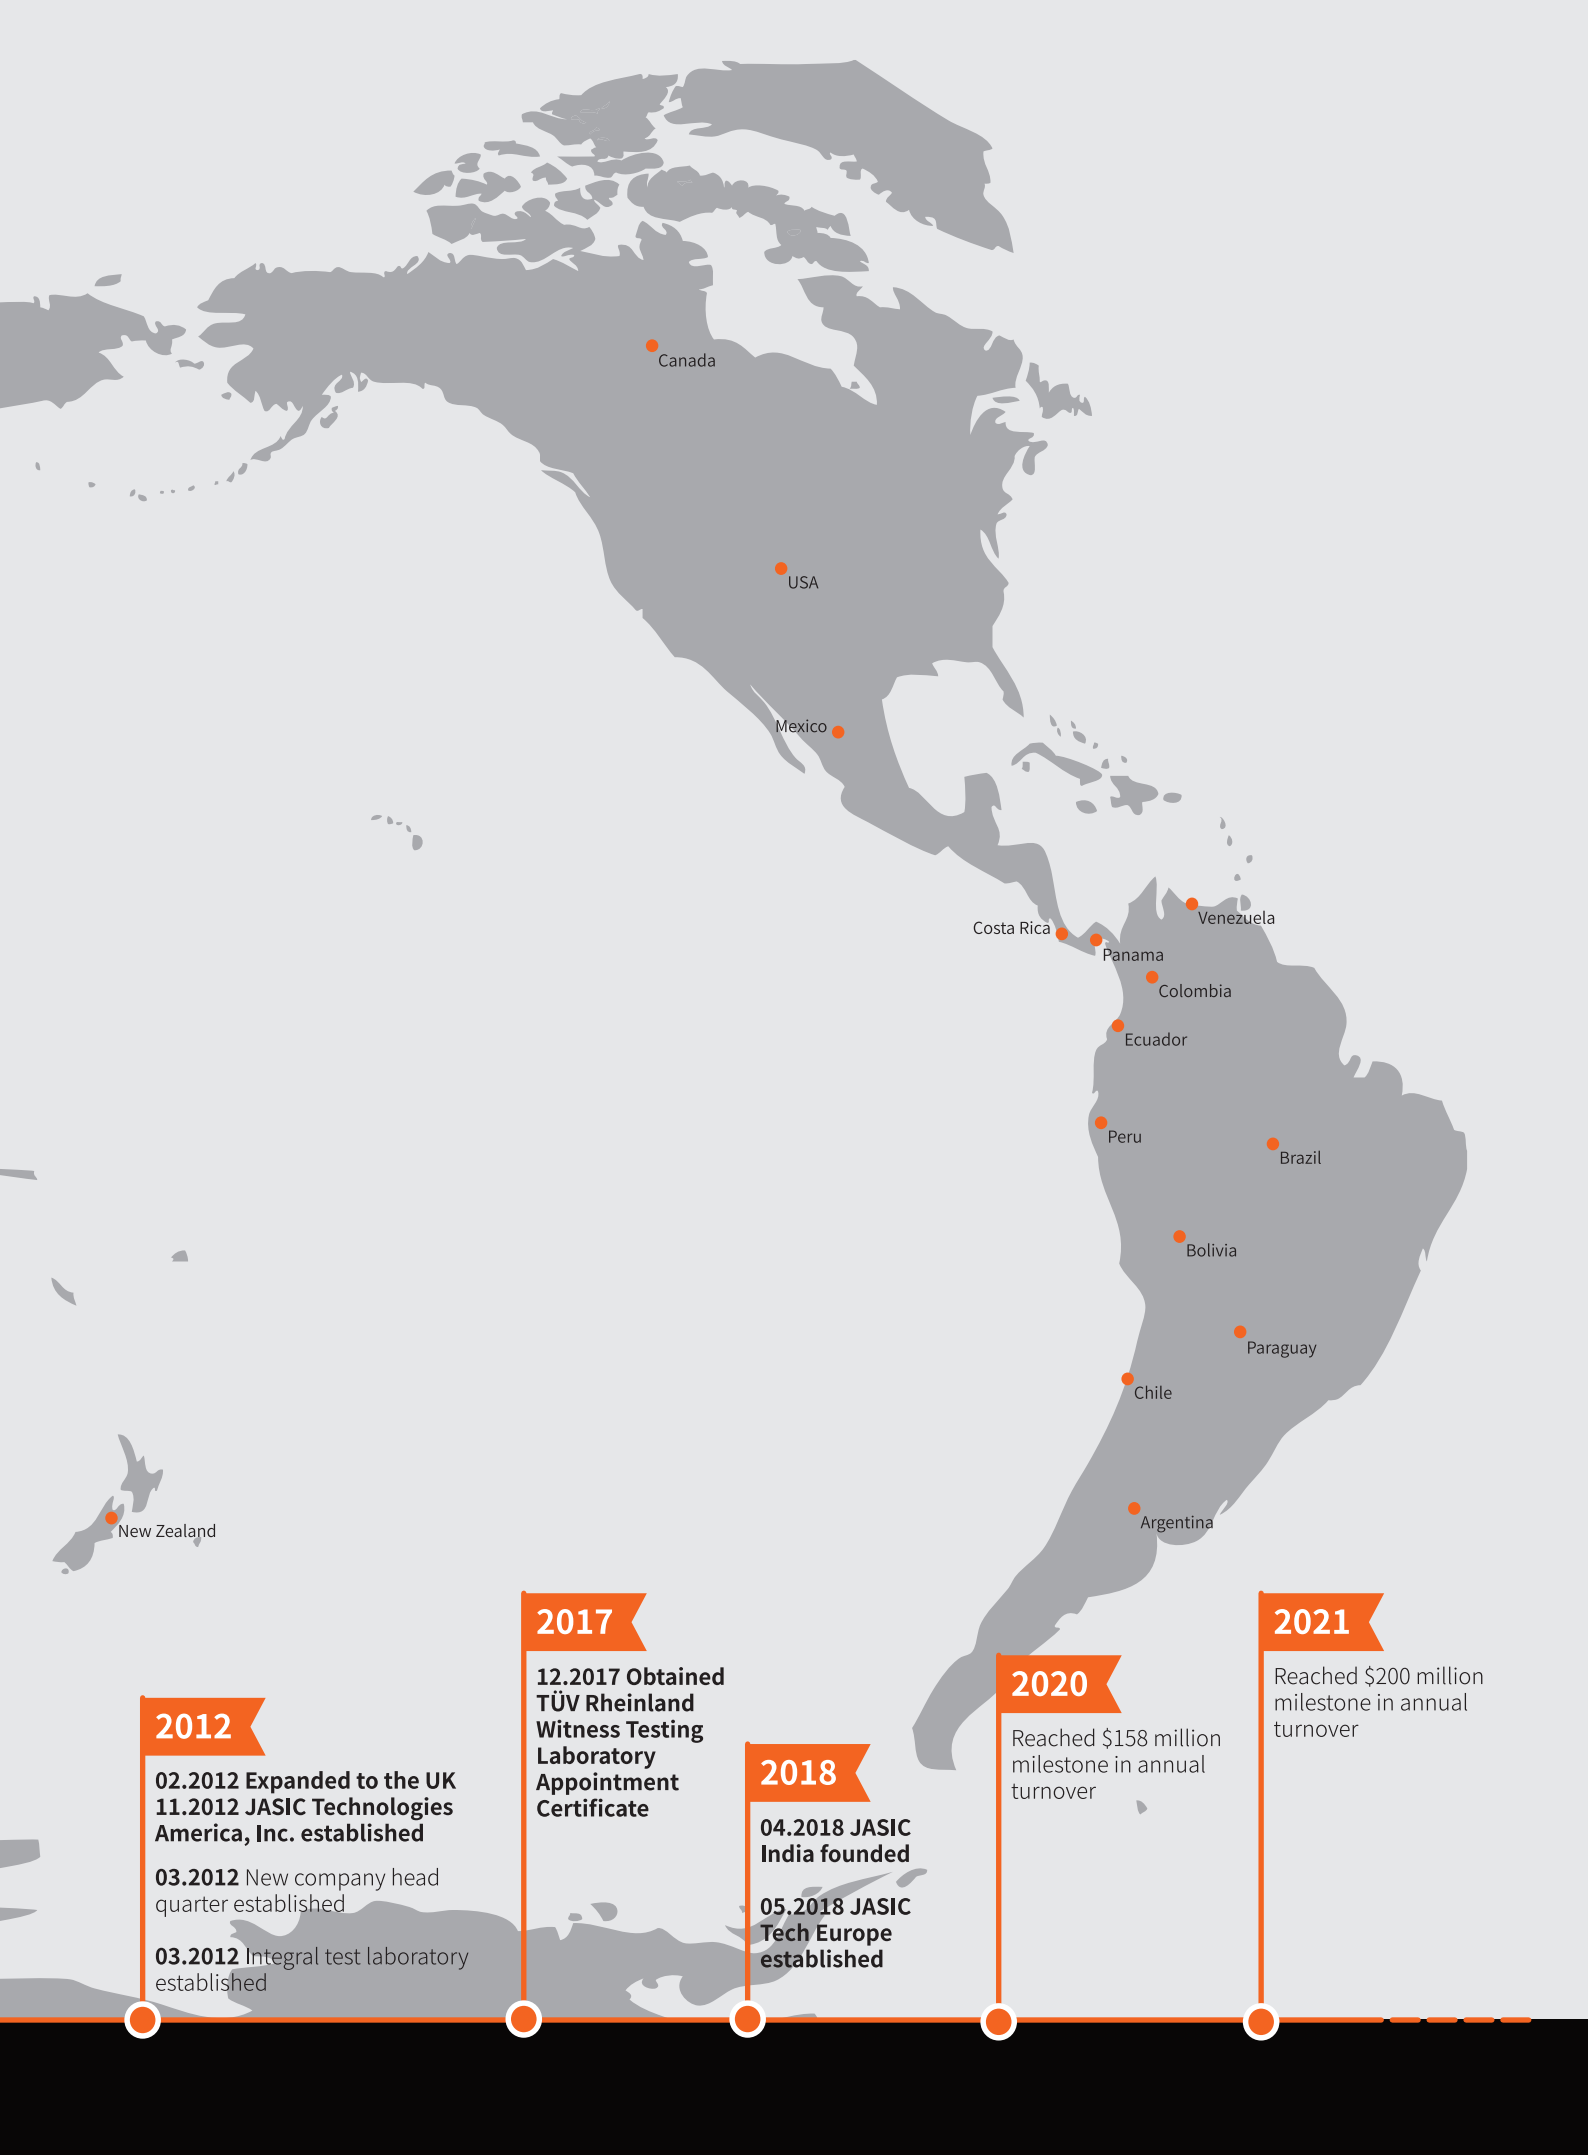 Canada
USA
Mexico
Venezuela
Costa Rica
Panama
Colombia
Ecuador
Peru
Brazil
Bolivia
Paraguay
Chile
Argentina
New Zealand
2012
02.2012 Expanded to the UK
11.2012 JASIC Technologies
America, Inc. established
03.2012 New company head
quarter established
03.2012 Integral test laboratory
established
2017
12.2017 Obtained
TÜV Rheinland
Witness Testing
Laboratory
Appointment
Certificate
2018
04.2018 JASIC
India founded
05.2018 JASIC
Tech Europe
established
2020
Reached $158 million
milestone in annual
turnover
2021
Reached $200 million
milestone in annual
turnover